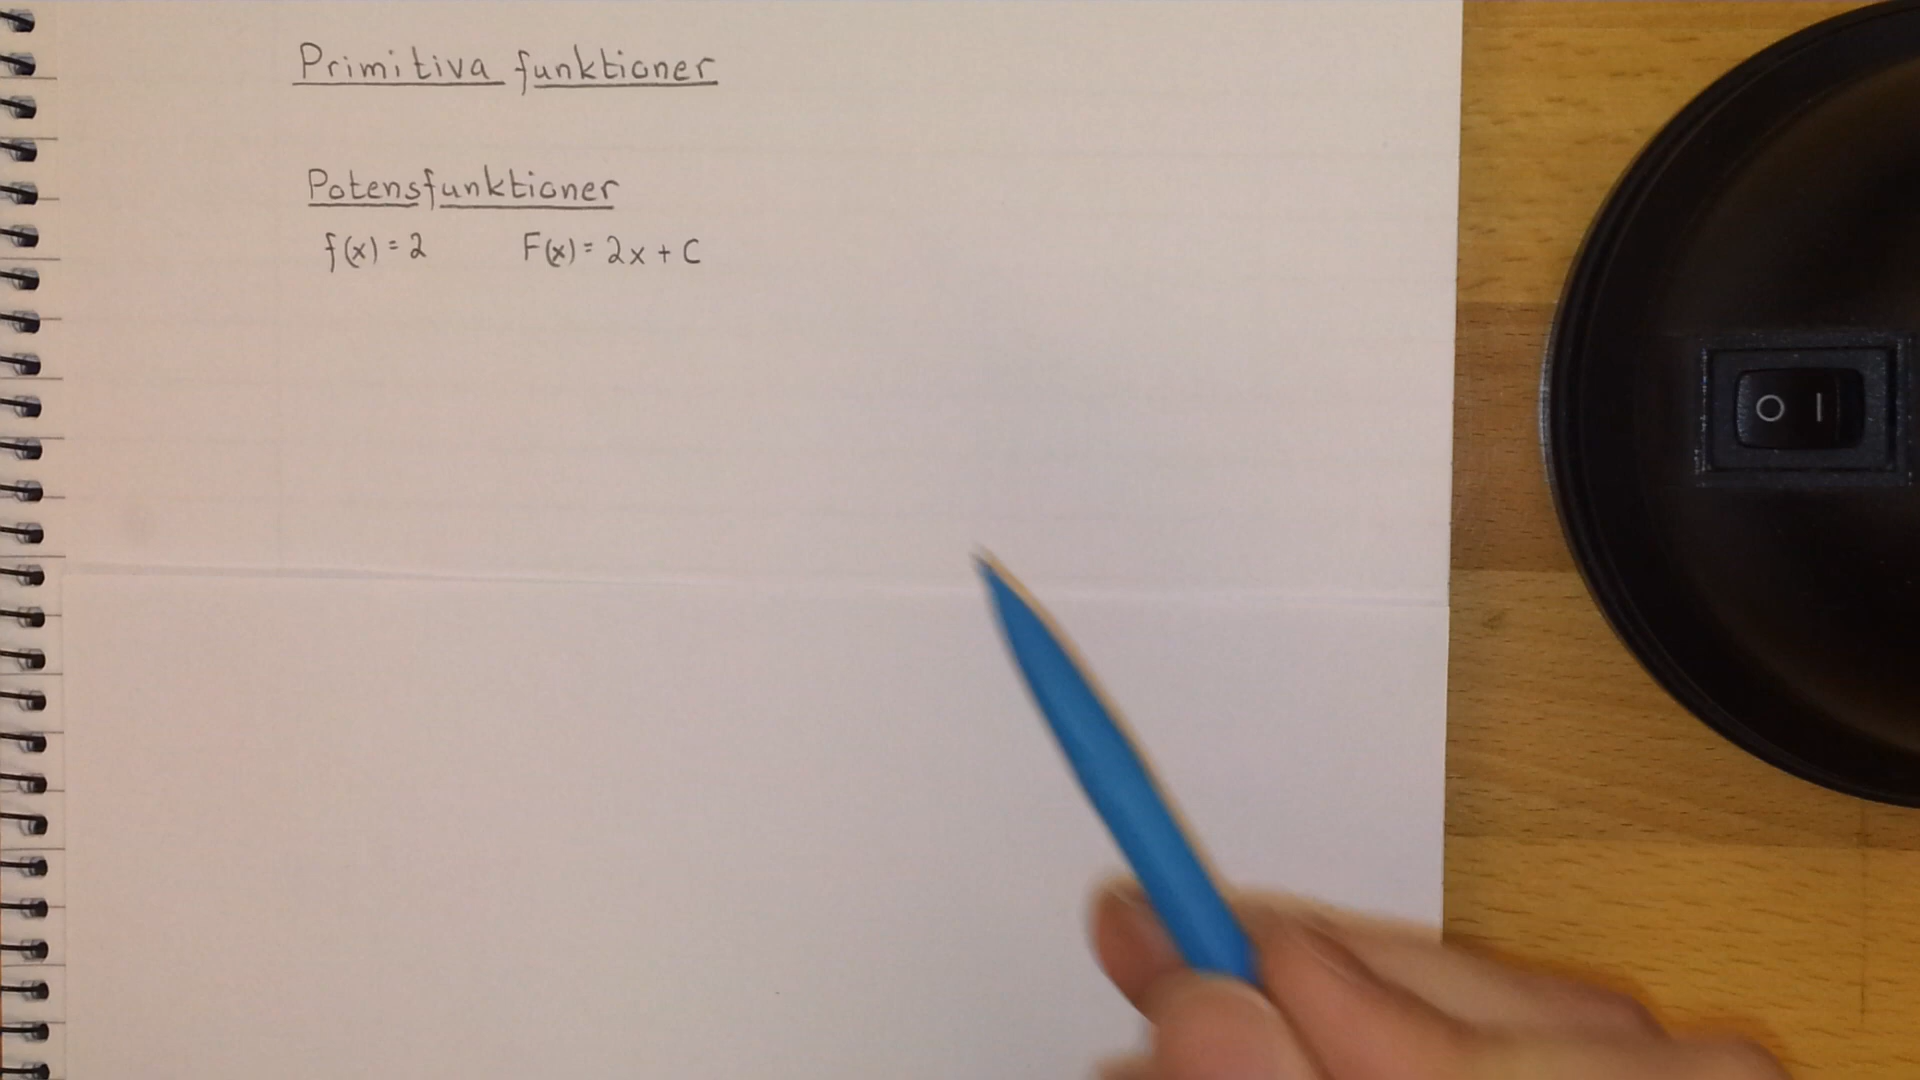 Primitiva funktioner
Potensfunktioner
f(x) = 2 F(x) = 2x + C
O I